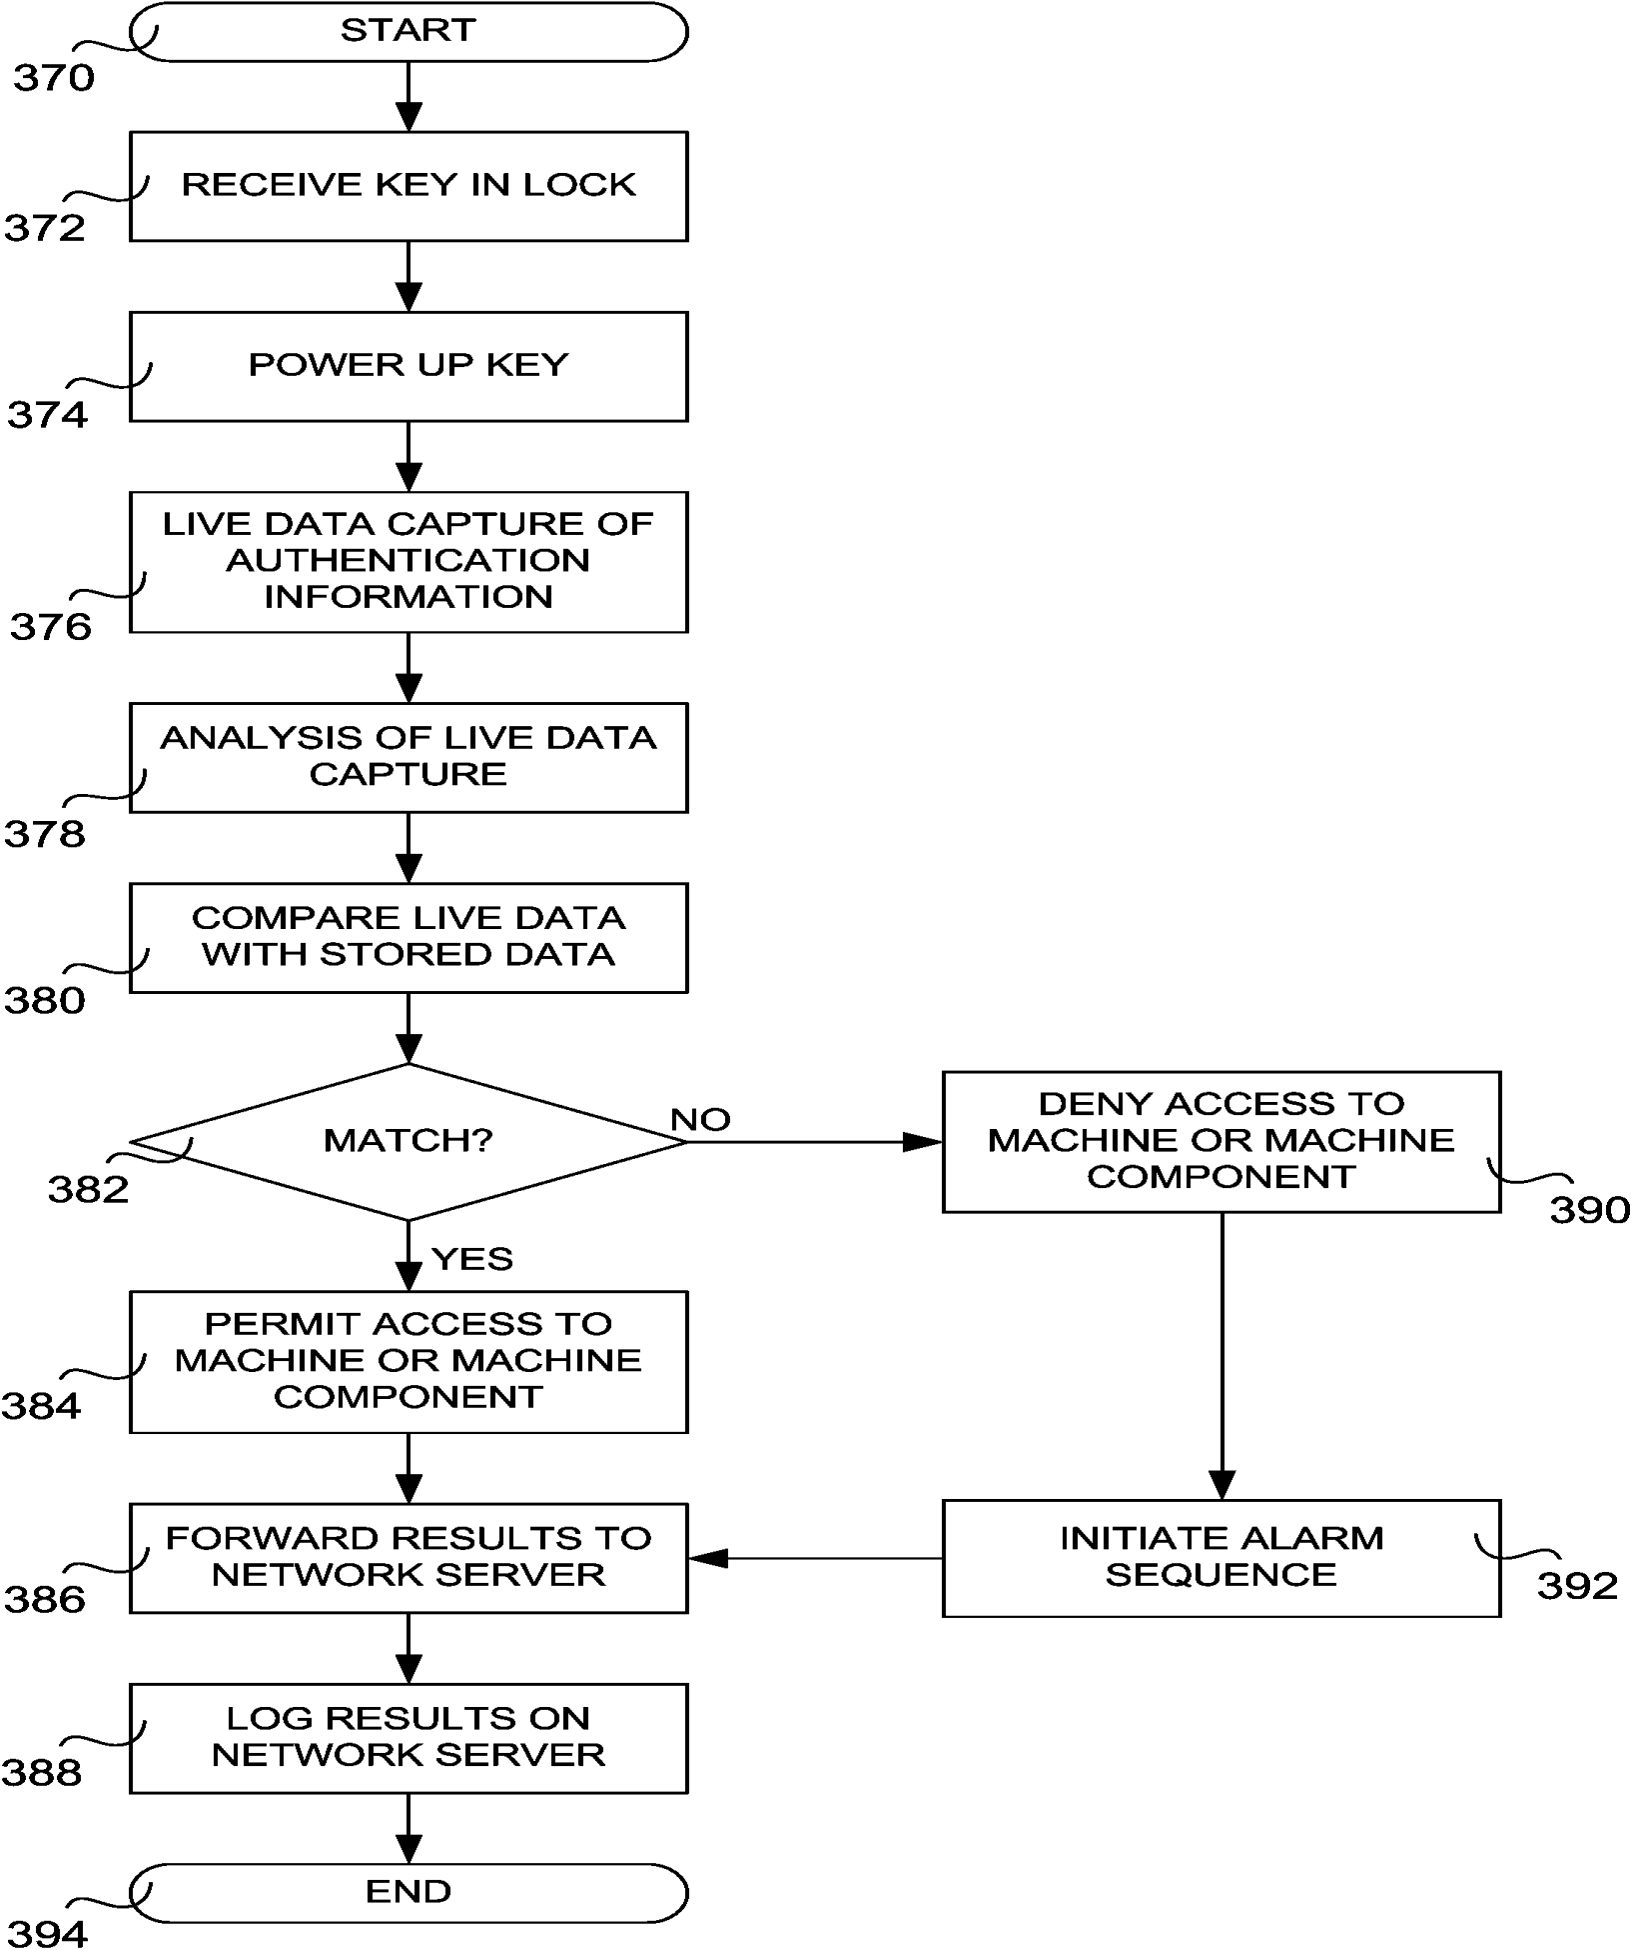 START
370
RECEIVE KEY IN LOCK
372
POWER UP KEY
374
LIVE DATA CAPTURE OF
AUTHENTICATION
INFORMATION
376
ANALYSIS OF LIVE DATA
CAPTURE
378
COMPARE LIVE DATA
WITH STORED DATA
380
MATCH?
382
NO
DENY ACCESS TO
MACHINE OR MACHINE
COMPONENT
390
YES
PERMIT ACCESS TO
MACHINE OR MACHINE
COMPONENT
384
FORWARD RESULTS TO
NETWORK SERVER
386
INITIATE ALARM
SEQUENCE
392
LOG RESULTS ON
NETWORK SERVER
388
END
394